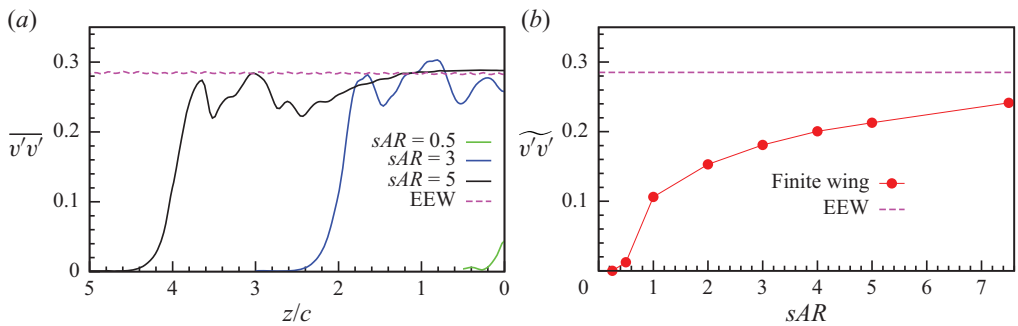 (a)
0.3
0.2
0.1
0
v′v′
sAR = 0.5
sAR = 3
sAR = 5
EEW
5 4 3 2 1 0
z/c
(b)
0.3
0.2
0.1
0
v′v′
Finite wing
EEW
0 1 2 3 4 5 6 7
sAR